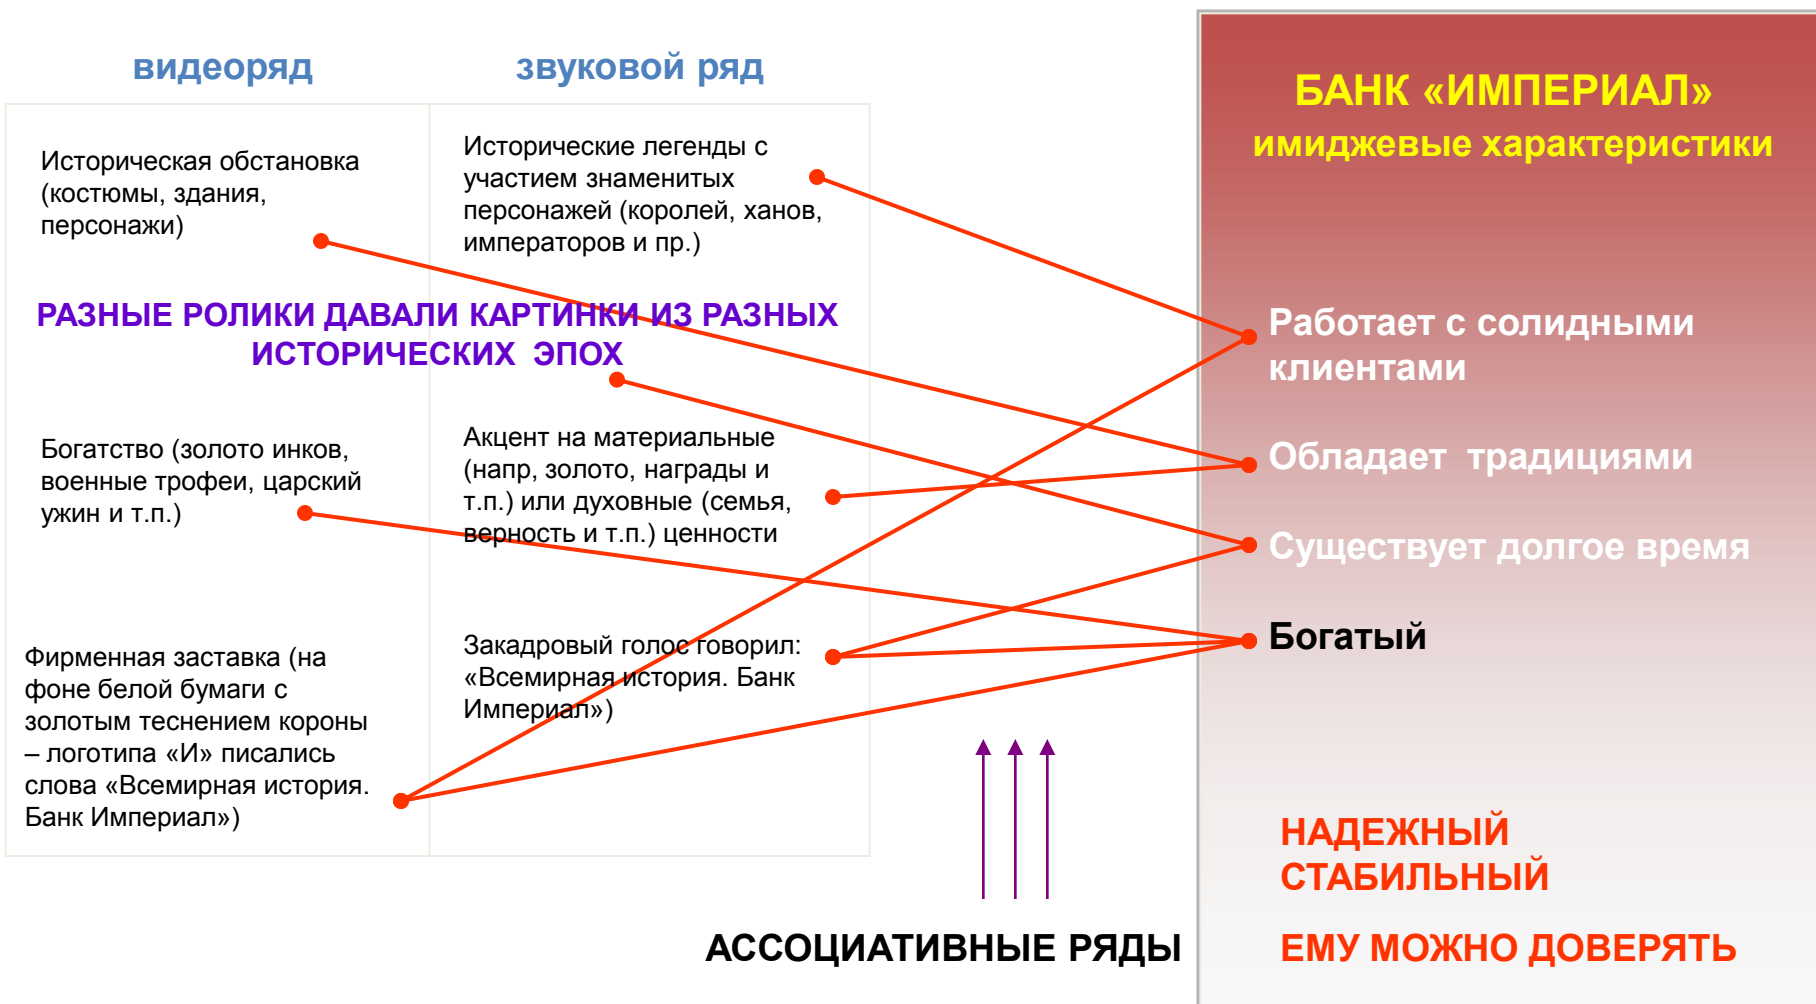 видеоряд
звуковой ряд
Историческая обстановка
(костюмы, здания,
персонажи)
Исторические легенды с
участием знаменитых
персонажей (королей, ханов,
императоров и пр.)
РАЗНЫЕ РОЛИКИ ДАВАЛИ КАРТИНКИ ИЗ РАЗНЫХ
ИСТОРИЧЕСКИХ ЭПОХ
Богатство (золото инков,
военные трофеи, царский
ужин и т.п.)
Акцент на материальные
(напр, золото, награды и
т.п.) или духовные (семья,
верность и т.п.) ценности
Фирменная заставка (на
фоне белой бумаги с
золотым теснением короны
– логотипа «И» писались
слова «Всемирная история.
Банк Империал»)
Закадровый голос говорил:
«Всемирная история. Банк
Империал»)
АССОЦИАТИВНЫЕ РЯДЫ
БАНК «ИМПЕРИАЛ»
имиджевые характеристики
Работает с солидными
клиентами
Обладает традициями
Существует долгое время
Богатый
НАДЕЖНЫЙ
СТАБИЛЬНЫЙ
ЕМУ МОЖНО ДОВЕРЯТЬ